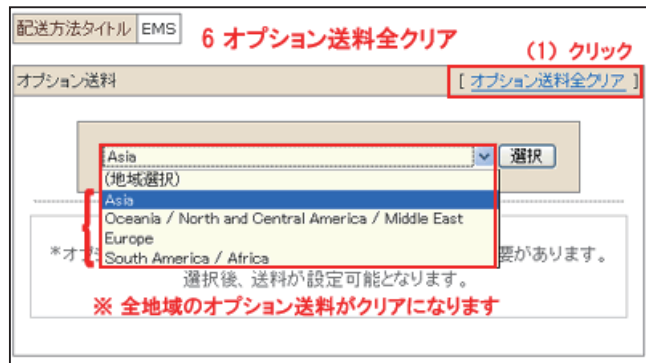 配送方法タイトル EMS
6 オプション送料全クリア
(1) クリック
オプション送料 [ オプション送料全クリア ]
Asia 選択
(地域選択)
Asia
Oceania / North and Central America / Middle East
Europe
South America / Africa
*オプ 要があります。
選択後、送料が設定可能となります。
※ 全地域のオプション送料がクリアになります